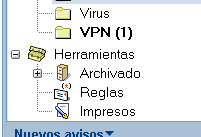 Virus
VPN (1)
Herramientas
Archivado
Reglas
Impresos
Nuevos avisos